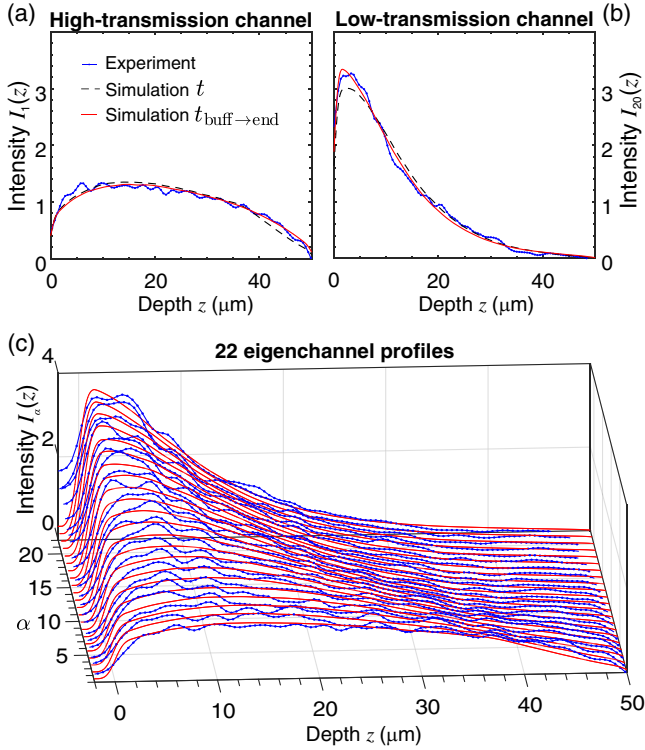 (a) High-transmission channel
Low-transmission channel (b)
Experiment
Simulation t
Simulation t_buff→end
Intensity I₁(z)
0
1
2
3
0 20 40
Depth z (μm)
Intensity I₂₀(z)
0
1
2
3
0 20 40
Depth z (μm)
(c) 22 eigenchannel profiles
Intensity I_α(z)
4
2
0
20
15
10
5
α
0 10 20 30 40 50
Depth z (μm)